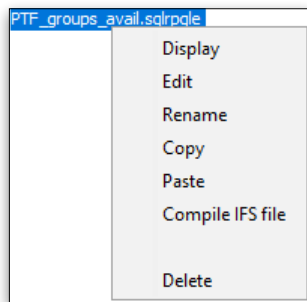 PTF_groups_avail.sqlrpgle
Display
Edit
Rename
Copy
Paste
Compile IFS file
Delete